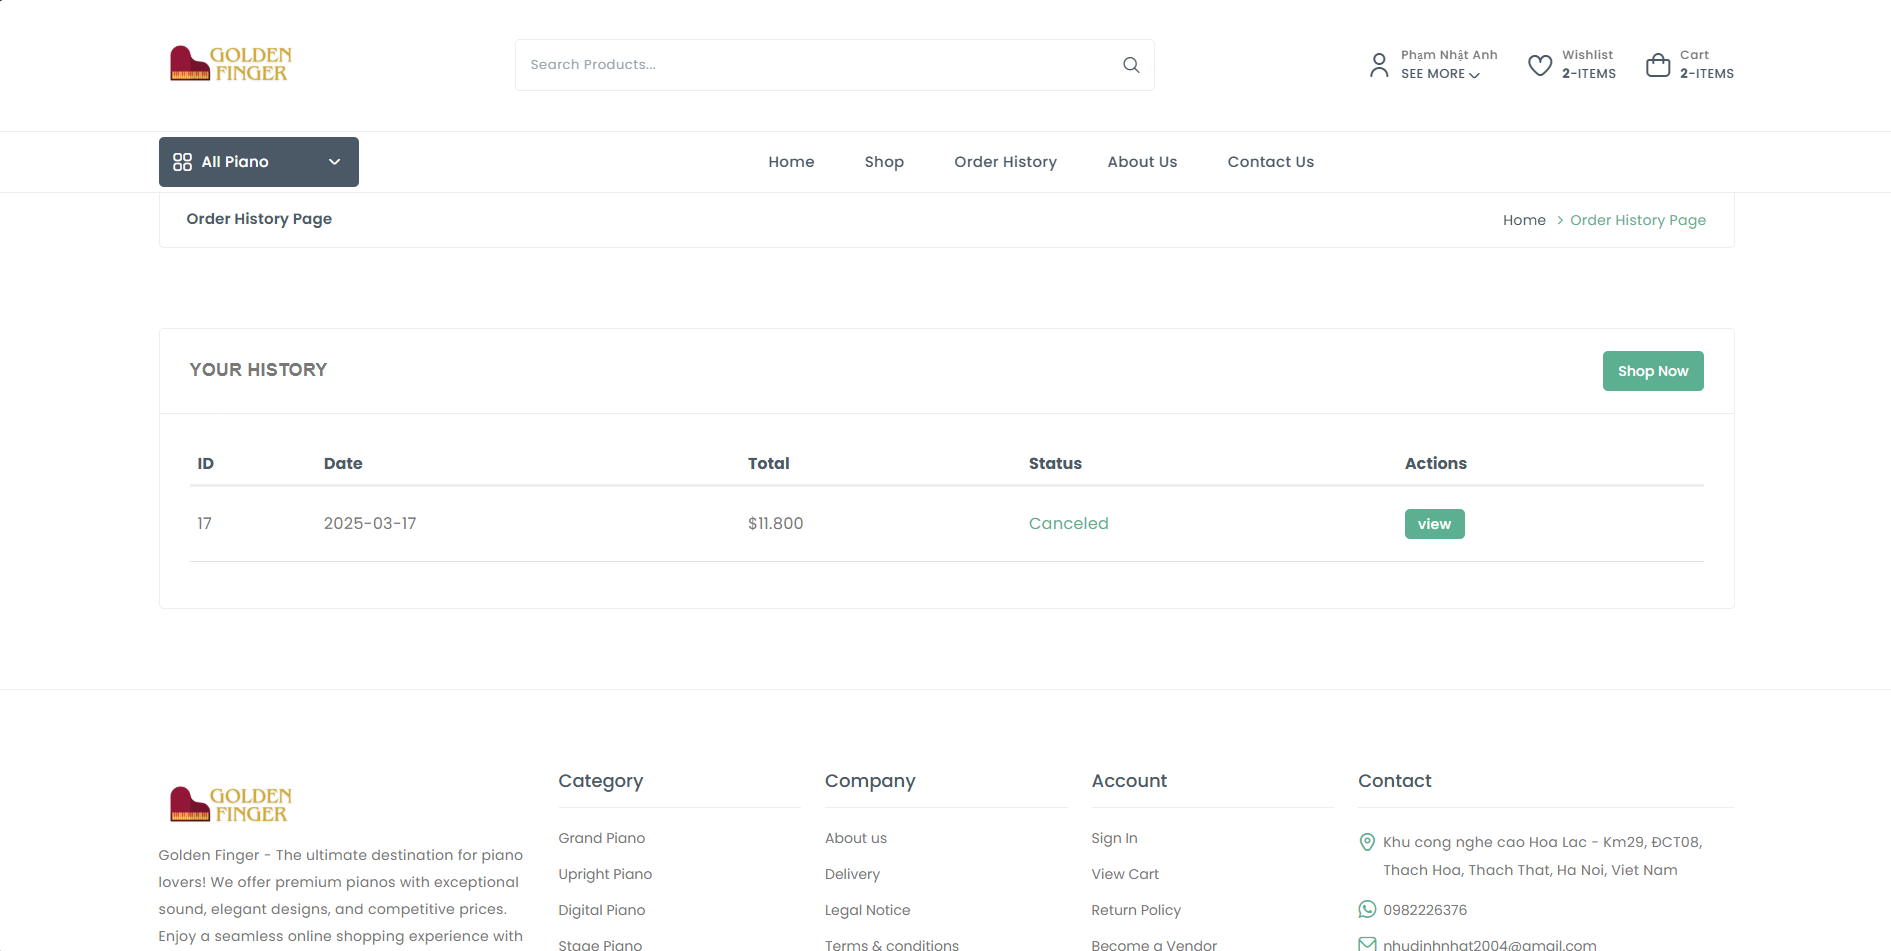 GOLDEN
FINGER
Search Products...
Phạm Nhật Anh
SEE MORE
Wishlist
2-ITEMS
Cart
2-ITEMS
All Piano
Home
Shop
Order History
About Us
Contact Us
Order History Page
Home
Order History Page
YOUR HISTORY
Shop Now
ID Date Total Status Actions
17 2025-03-17 $11.800 Canceled view
GOLDEN
FINGER
Golden Finger - The ultimate destination for piano
lovers! We offer premium pianos with exceptional
sound, elegant designs, and competitive prices.
Enjoy a seamless online shopping experience with
Category
Grand Piano
Upright Piano
Digital Piano
Stage Piano
Company
About us
Delivery
Legal Notice
Terms & conditions
Account
Sign In
View Cart
Return Policy
Become a Vendor
Contact
Khu cong nghe cao Hoa Lac - Km29, ĐCT08,
Thach Hoa, Thach That, Ha Noi, Viet Nam
0982226376
nhudinhnhat2004@gmail.com